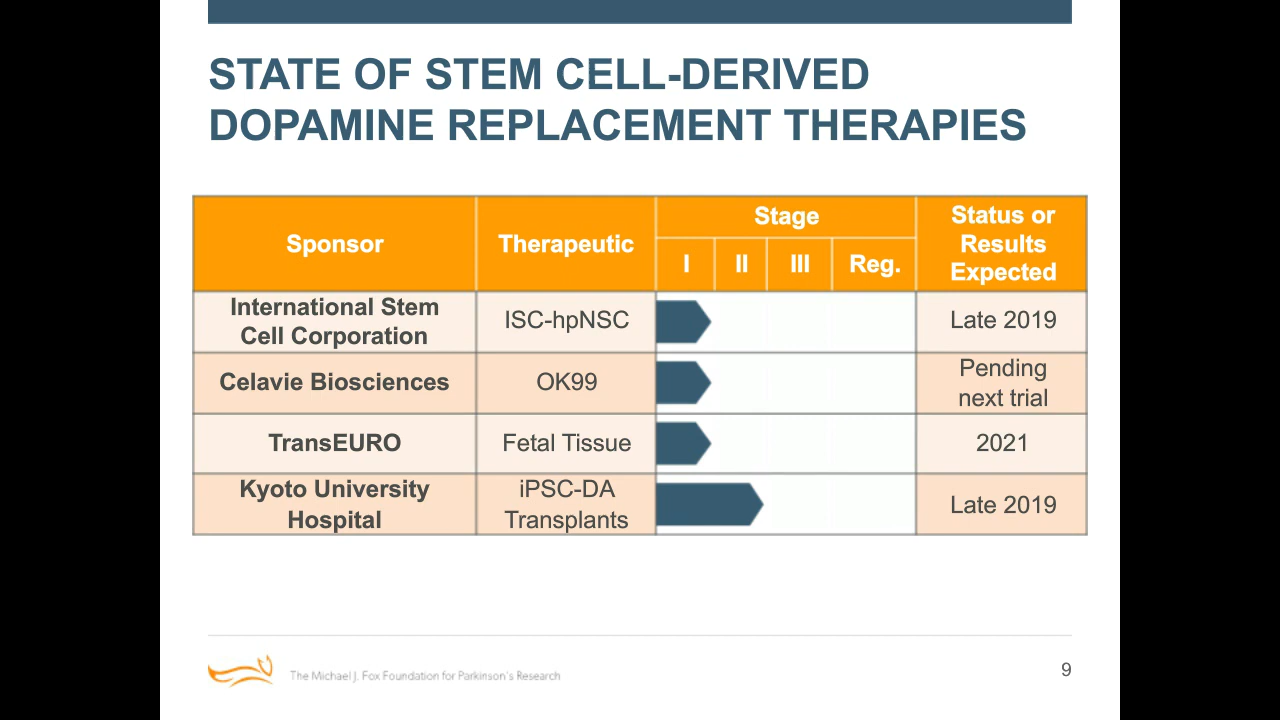 STATE OF STEM CELL-DERIVED
DOPAMINE REPLACEMENT THERAPIES
Sponsor
Therapeutic
Stage
I
II
III
Reg.
Status or
Results
Expected
International Stem
Cell Corporation
ISC-hpNSC
Late 2019
Celavie Biosciences
OK99
Pending
next trial
TransEURO
Fetal Tissue
2021
Kyoto University
Hospital
iPSC-DA
Transplants
Late 2019
The Michael J. Fox Foundation for Parkinson's Research
9